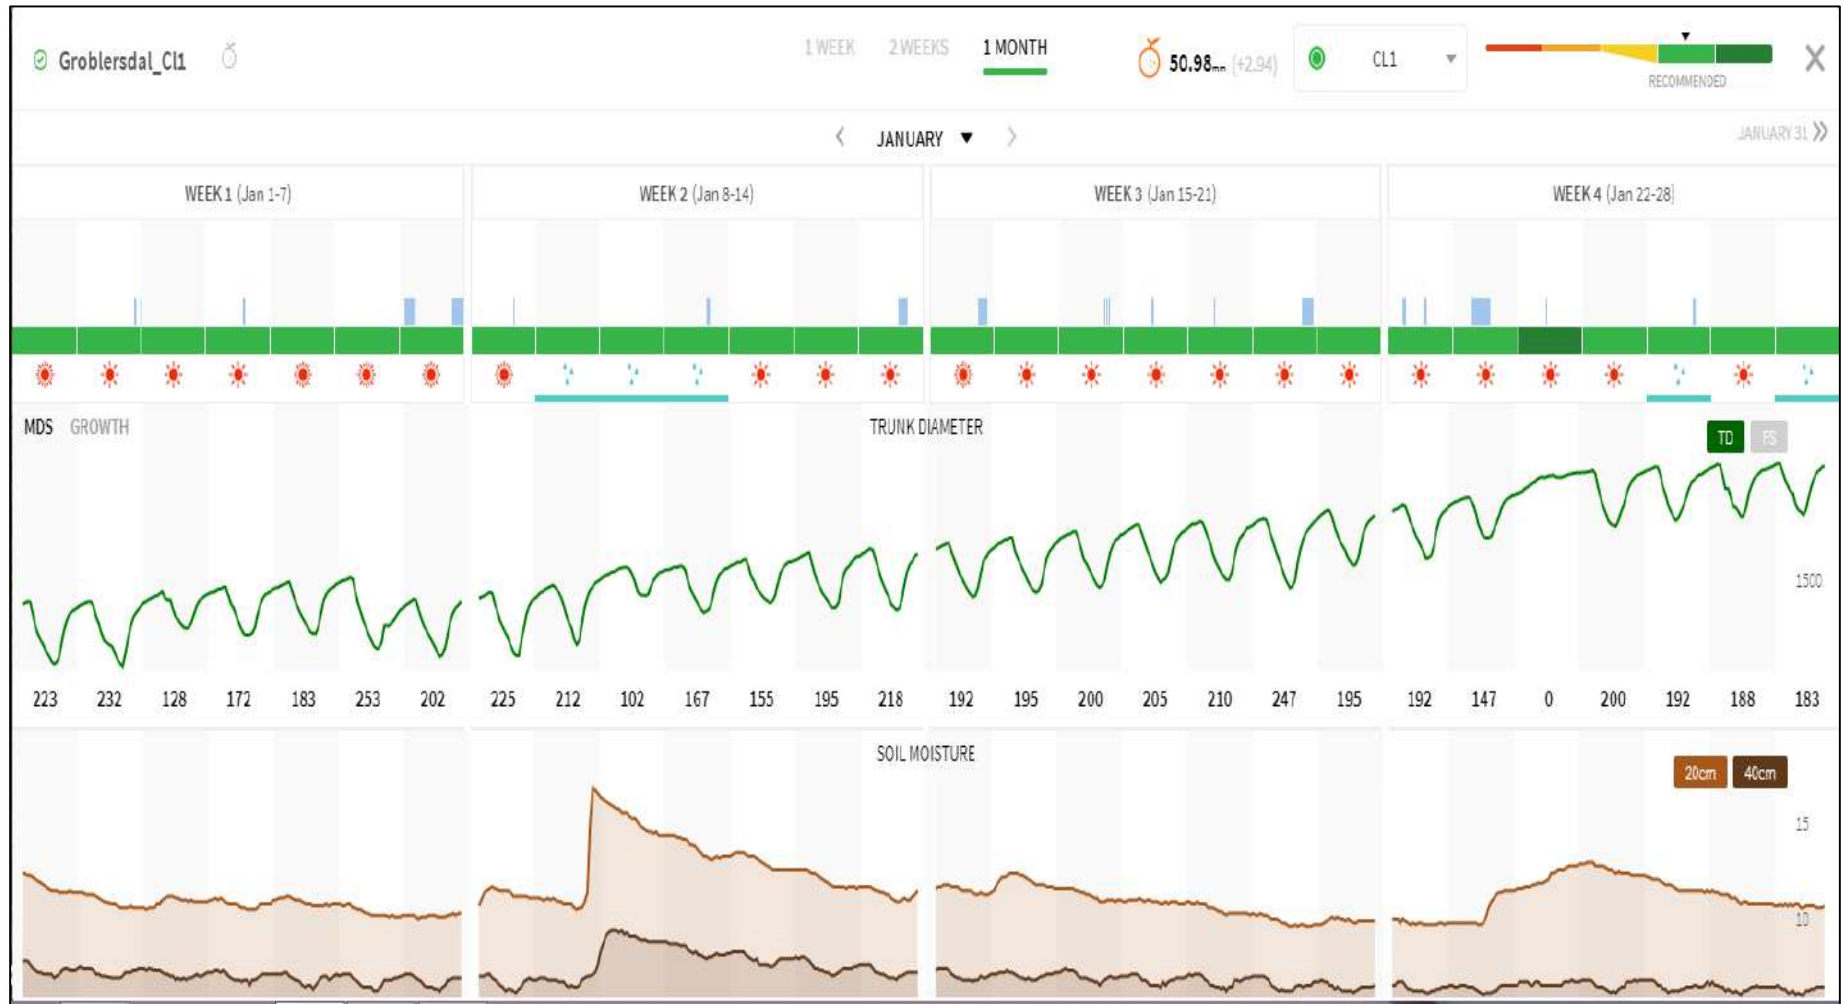 Groblersdal_Cl1
1 WEEK 2 WEEKS 1 MONTH
50.98mm (+2.94)
CL1
RECOMMENDED
JANUARY
JANUARY 31
WEEK 1 (Jan 1-7) WEEK 2 (Jan 8-14) WEEK 3 (Jan 15-21) WEEK 4 (Jan 22-28)
MDS GROWTH TRUNK DIAMETER TD FS
1500
223 232 128 172 183 253 202 225 212 102 167 155 195 218 192 195 200 205 210 247 195 192 147 0 200 192 188 183
SOIL MOISTURE
20cm 40cm
15
10